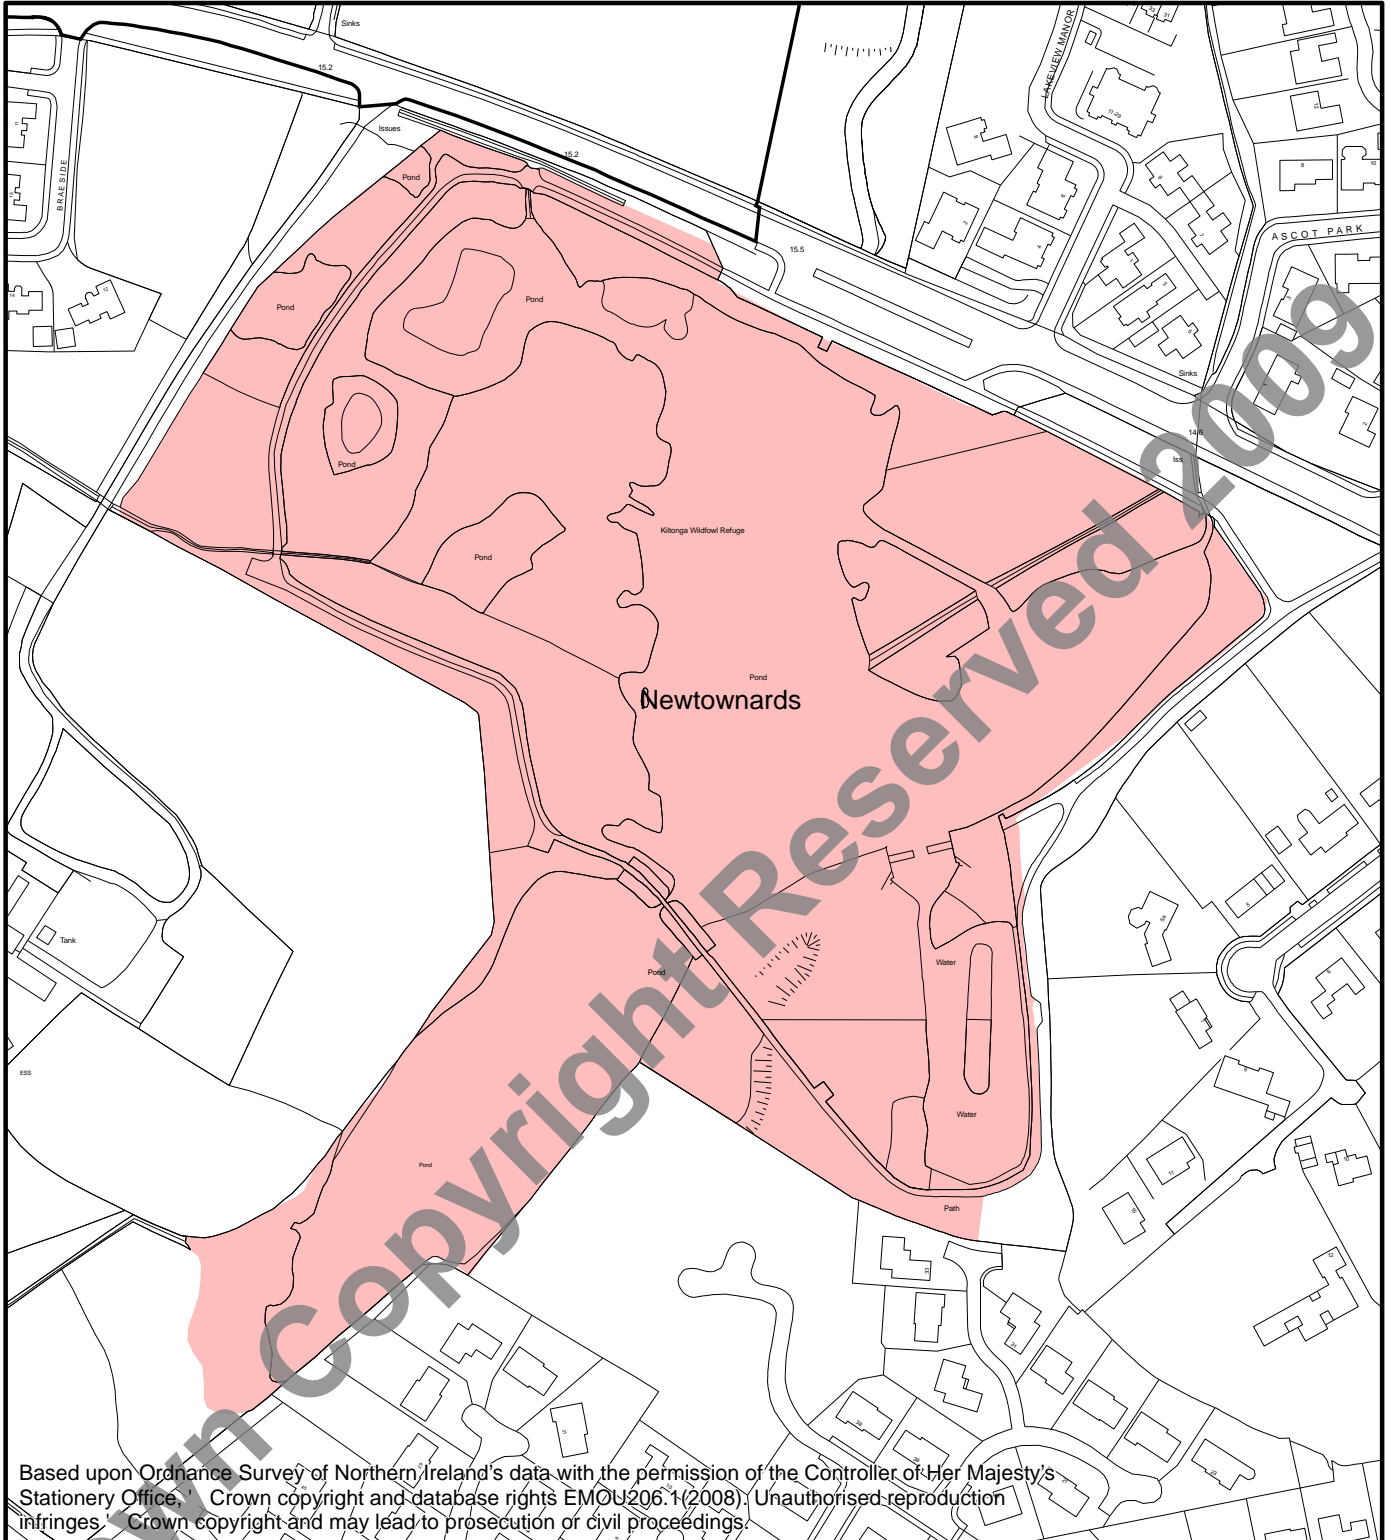 Sinks
15.2
LAKEVIEW MANOR
11-29
Issues
15.2
Pond
BRAESIDE
15.5
ASCOT PARK
Pond
Pond
Sinks
14.6
Iss
Pond
Pond
Kiltonga Wildfowl Refuge
Pond
Newtownards
Tank
Pond
Water
ESS
Water
Pond
Path
Crown Copyright Reserved 2009
Based upon Ordnance Survey of Northern Ireland's data with the permission of the Controller of Her Majesty's
Stationery Office, ' Crown copyright and database rights EMOU206.1(2008). Unauthorised reproduction
infringes ' Crown copyright and may lead to prosecution or civil proceedings.